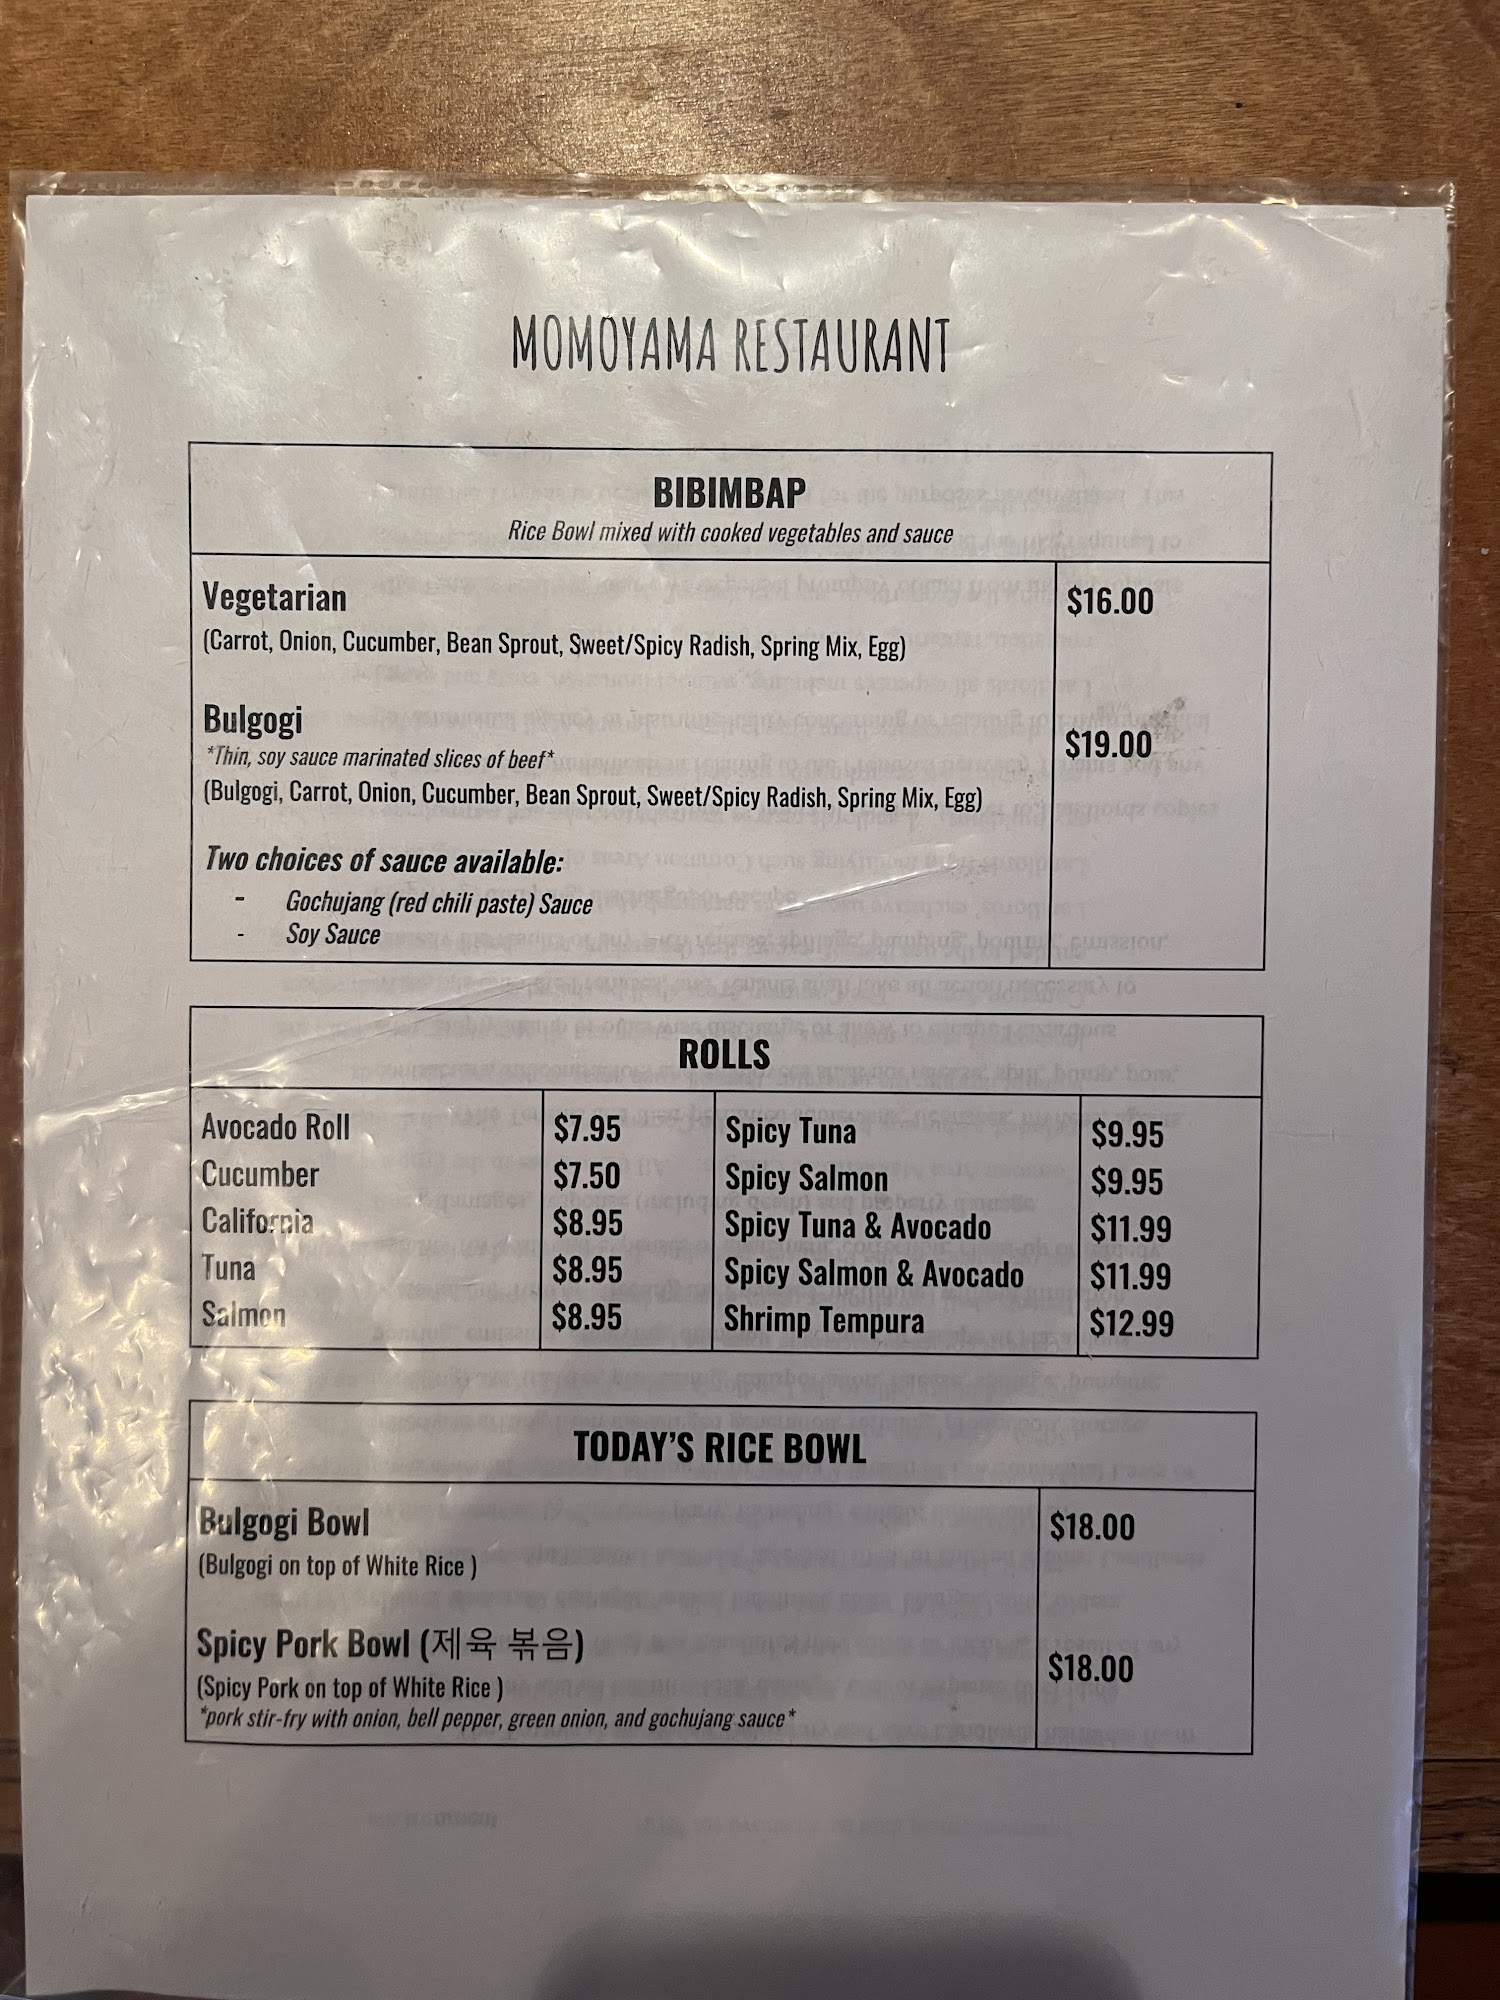 MOMOYAMA RESTAURANT
BIBIMBAP
Rice Bowl mixed with cooked vegetables and sauce
Vegetarian $16.00
(Carrot, Onion, Cucumber, Bean Sprout, Sweet/Spicy Radish, Spring Mix, Egg)
Bulgogi
*Thin, soy sauce marinated slices of beef* $19.00
(Bulgogi, Carrot, Onion, Cucumber, Bean Sprout, Sweet/Spicy Radish, Spring Mix, Egg)
Two choices of sauce available:
- Gochujang (red chili paste) Sauce
- Soy Sauce
ROLLS
Avocado Roll $7.95 Spicy Tuna $9.95
Cucumber $7.50 Spicy Salmon $9.95
California $8.95 Spicy Tuna & Avocado $11.99
Tuna $8.95 Spicy Salmon & Avocado $11.99
Salmon $8.95 Shrimp Tempura $12.99
TODAY'S RICE BOWL
Bulgogi Bowl $18.00
(Bulgogi on top of White Rice )
Spicy Pork Bowl (제육 볶음) $18.00
(Spicy Pork on top of White Rice )
*pork stir-fry with onion, bell pepper, green onion, and gochujang sauce*